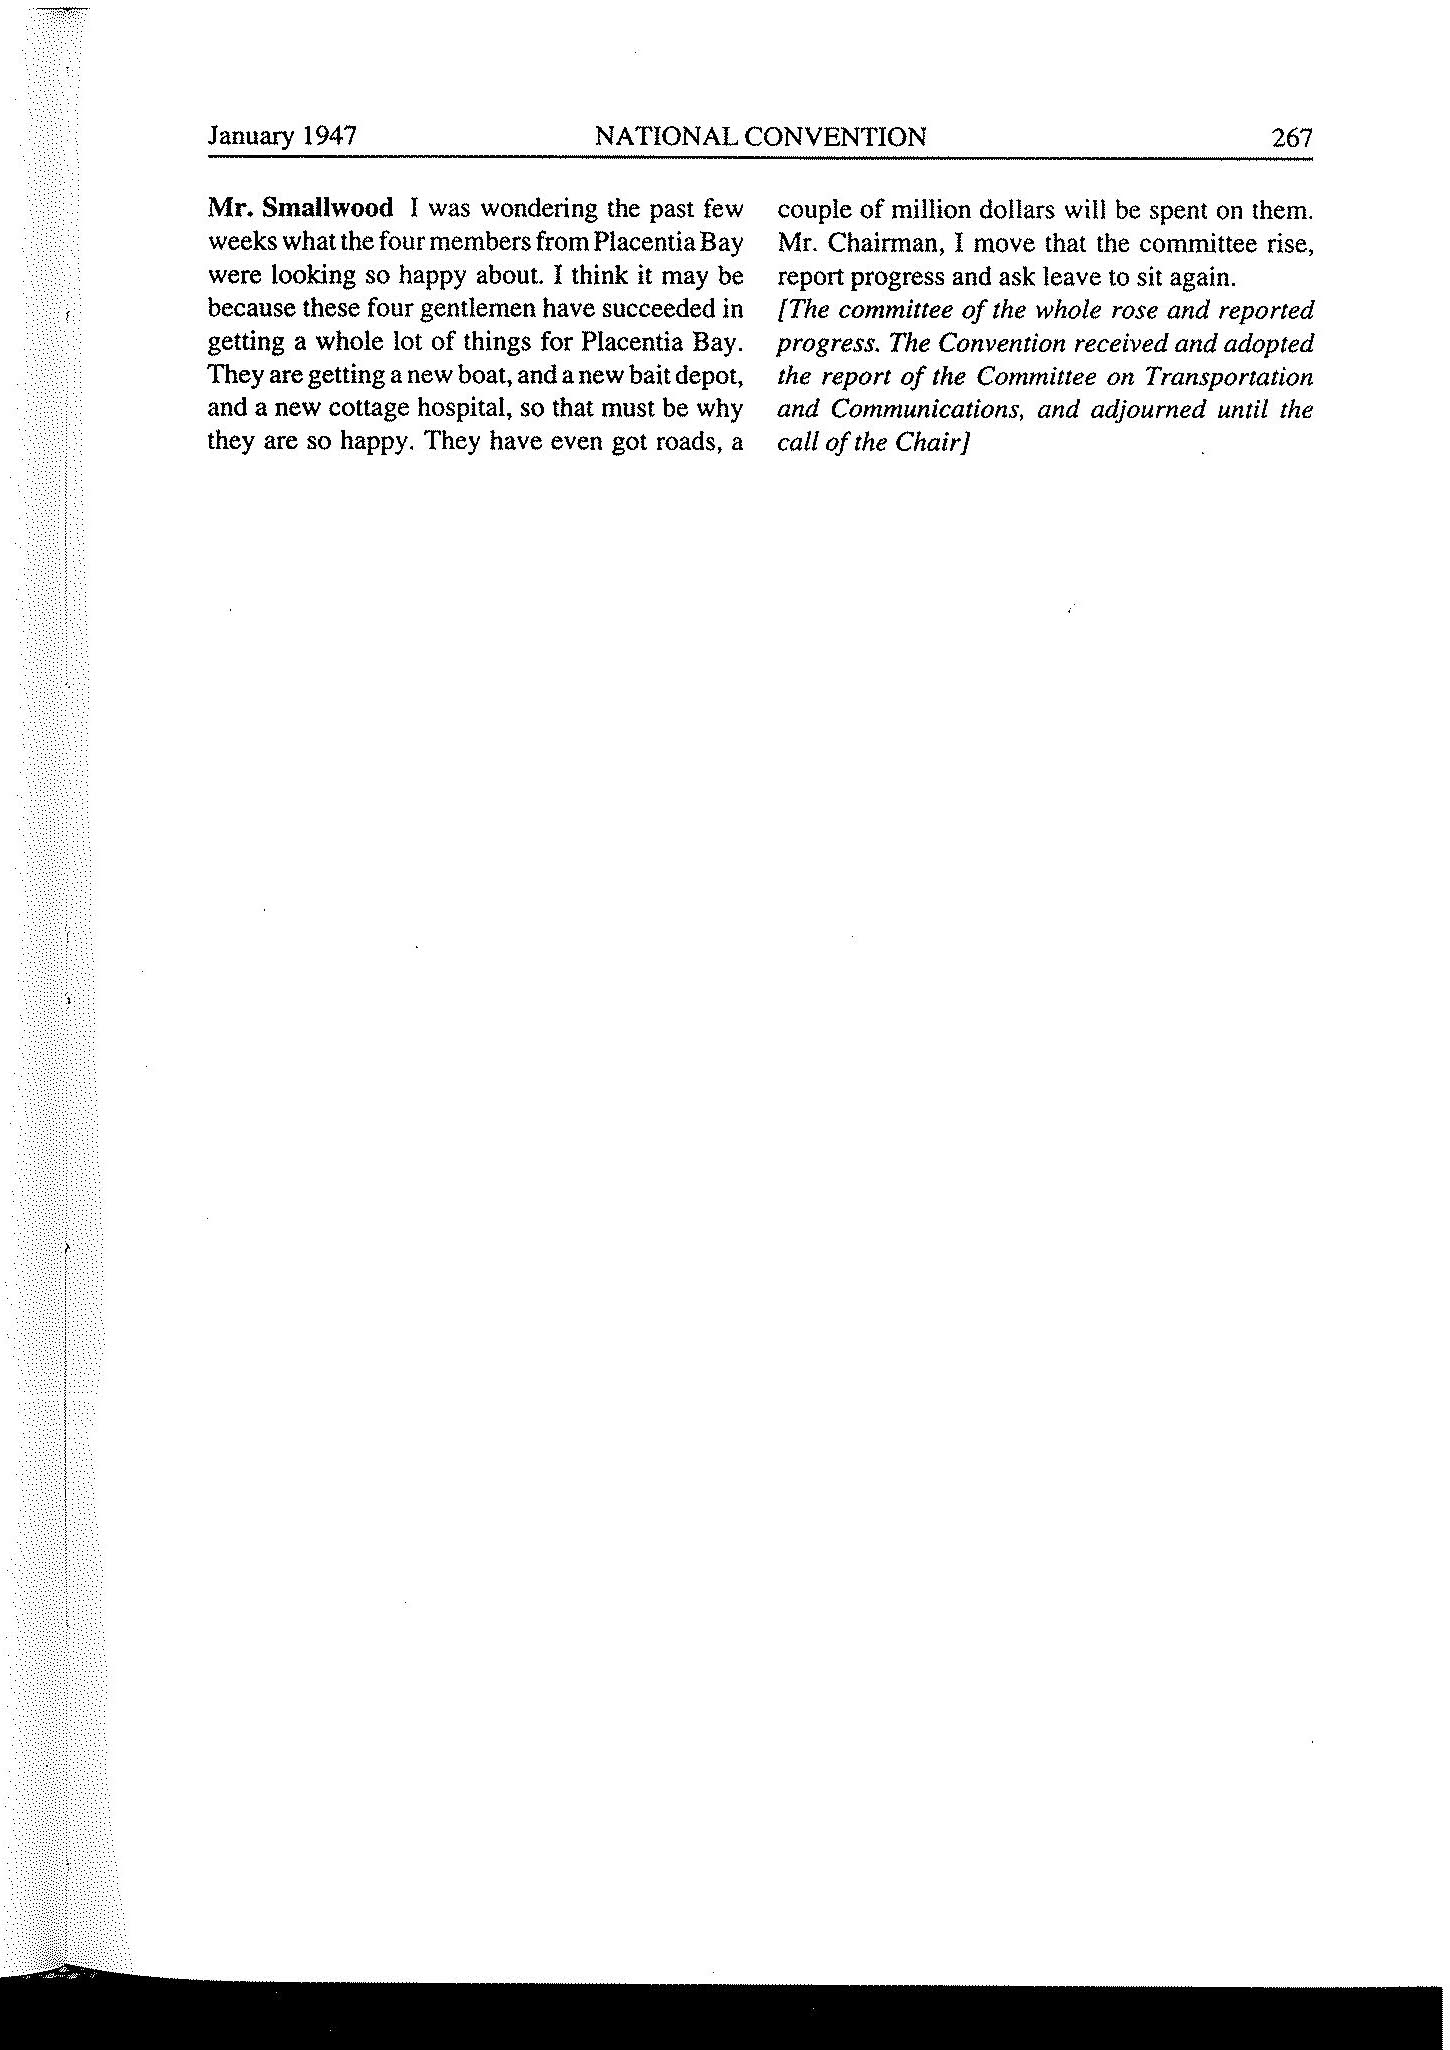 January 1947 NATIONAL CONVENTION 267
Mr. Smallwood I was wondering the past few
weeks what the four members from Placentia Bay
were looking so happy about. I think it may be
because these four gentlemen have succeeded in
getting a whole lot of things for Placentia Bay.
They are getting a new boat, and a new bait depot,
and a new cottage hospital, so that must be why
they are so happy. They have even got roads, a
couple of million dollars will be spent on them.
Mr. Chairman, I move that the committee rise,
report progress and ask leave to sit again.
[The committee of the whole rose and reported
progress. The Convention received and adopted
the report of the Committee on Transportation
and Communications, and adjourned until the
call of the Chair]